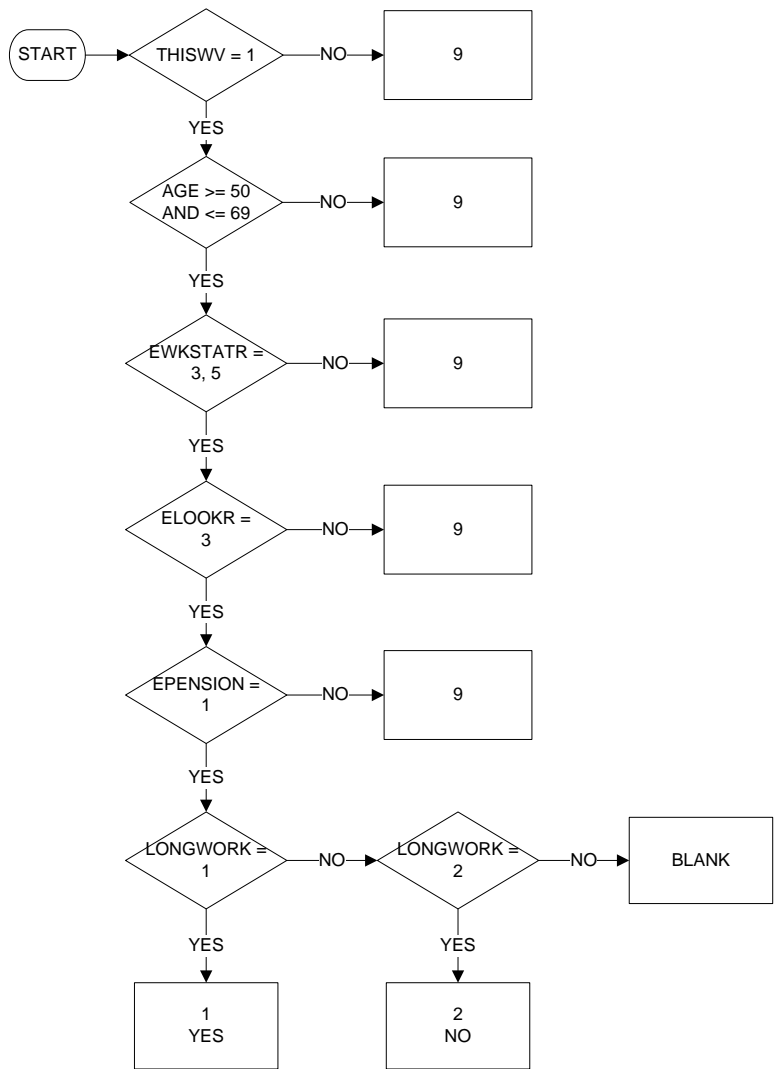 START
THISWV = 1
NO
9
YES
AGE >= 50
AND <= 69
NO
9
YES
EWKSTATR =
3, 5
NO
9
YES
ELOOKR =
3
NO
9
YES
EPENSION =
1
NO
9
YES
LONGWORK =
1
NO
LONGWORK =
2
NO
BLANK
YES
YES
1
YES
2
NO